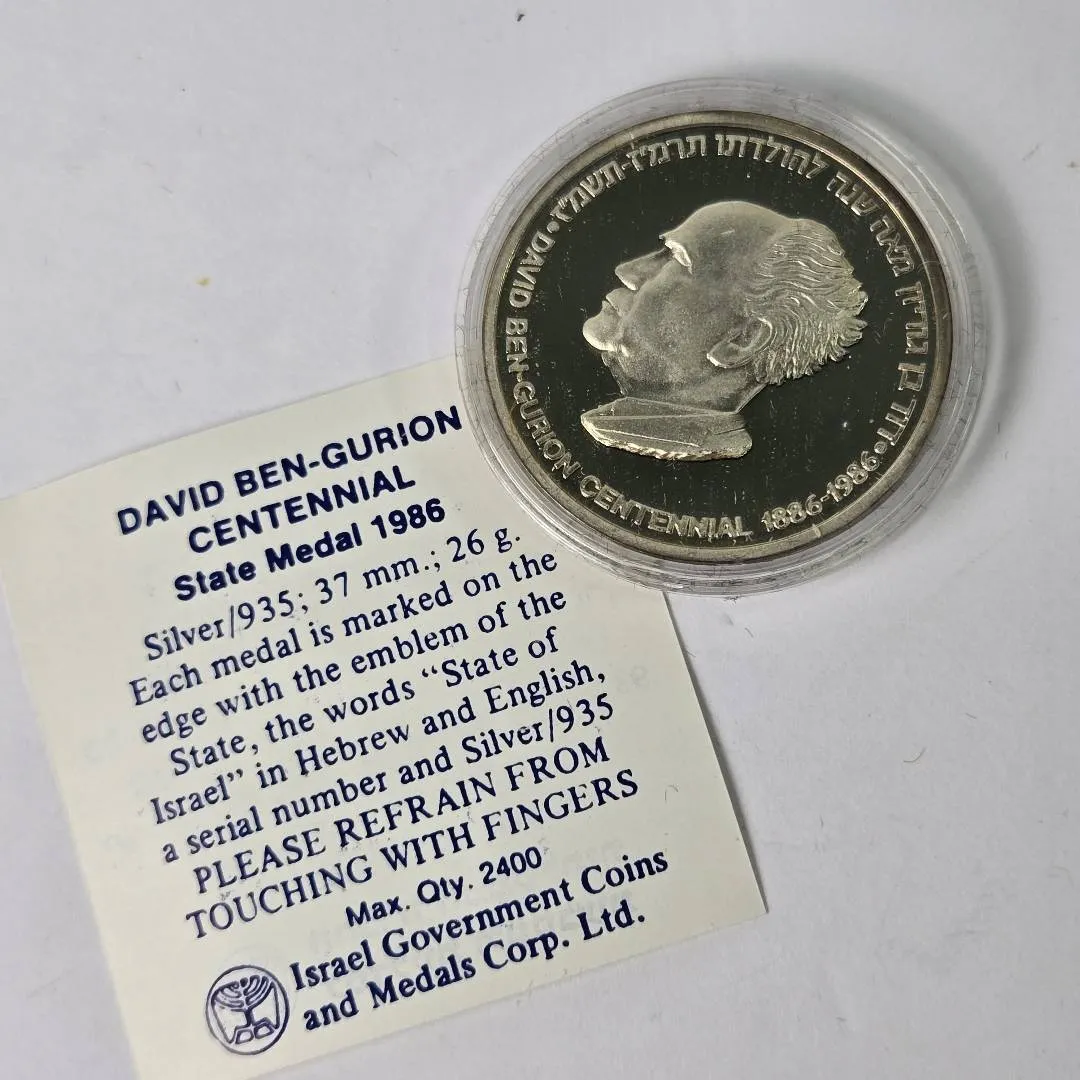 דוד בן גוריון מאה שנה להולדתו תרמ"ז-תשמ"ז •
DAVID BEN-GURION CENTENNIAL 1886-1986 •
DAVID BEN-GURION
CENTENNIAL
State Medal 1986
Silver/935; 37 mm.; 26 g.
Each medal is marked on the
edge with the emblem of the
State, the words “State of
Israel” in Hebrew and English,
a serial number and Silver/935
PLEASE REFRAIN FROM
TOUCHING WITH FINGERS
Max. Qty. 2400
Israel Government Coins
and Medals Corp. Ltd.